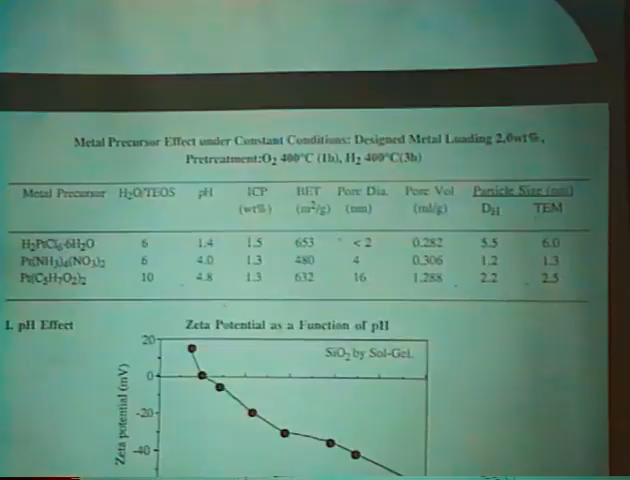 Metal Precursor Effect under Constant Conditions: Designed Metal Loading 2.0wt%,
Pretreatment:O₂ 400°C (1h), H₂ 400°C(3h)
Metal Precursor H₂O/TEOS pH ICP BET Pore Dia. Pore Vol Particle Size (nm)
(wt%) (m²/g) (nm) (ml/g) D_H TEM
H₂PtCl₆·6H₂O 6 1.4 1.5 653 < 2 0.282 5.5 6.0
Pt(NH₃)₄(NO₃)₂ 6 4.0 1.3 480 4 0.306 1.2 1.3
Pt(C₅H₇O₂)₂ 10 4.8 1.3 632 16 1.288 2.2 2.5
I. pH Effect Zeta Potential as a Function of pH
20
SiO₂ by Sol-Gel
0
Zeta potential (mV)
-20
-40